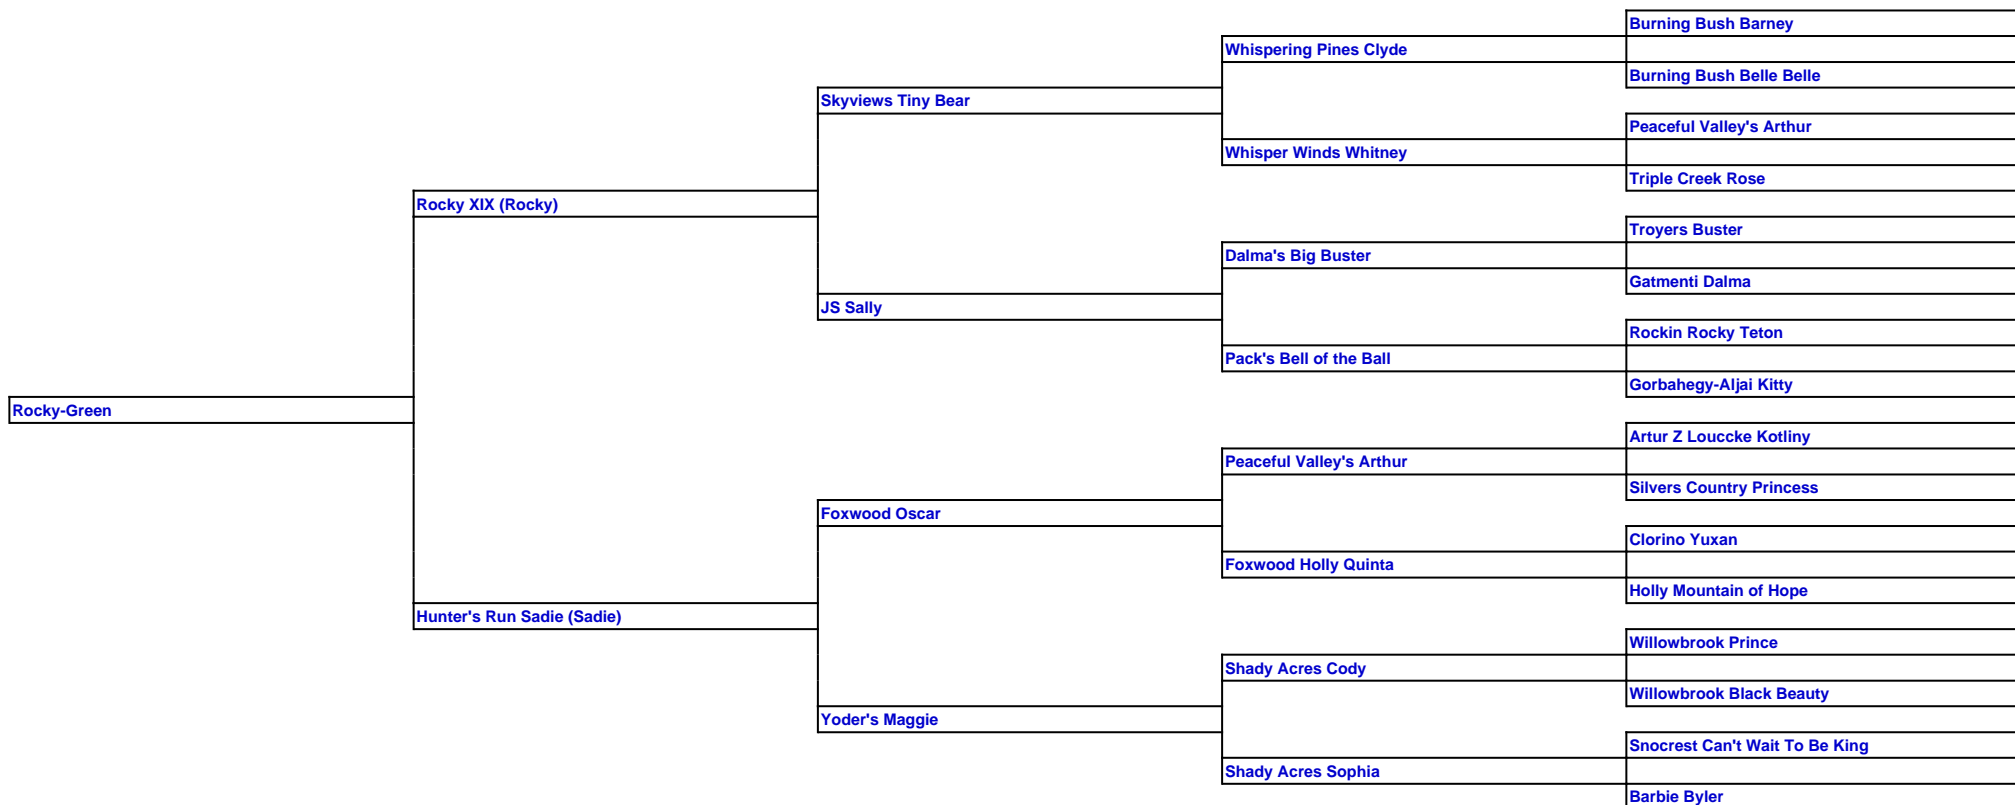 Burning Bush Barney
Whispering Pines Clyde
Burning Bush Belle Belle
Skyviews Tiny Bear
Peaceful Valley's Arthur
Whisper Winds Whitney
Triple Creek Rose
Rocky XIX (Rocky)
Troyers Buster
Dalma's Big Buster
Gatmenti Dalma
JS Sally
Rockin Rocky Teton
Pack's Bell of the Ball
Gorbahegy-Aljai Kitty
Rocky-Green
Artur Z Louccke Kotliny
Peaceful Valley's Arthur
Silvers Country Princess
Foxwood Oscar
Clorino Yuxan
Foxwood Holly Quinta
Holly Mountain of Hope
Hunter's Run Sadie (Sadie)
Willowbrook Prince
Shady Acres Cody
Willowbrook Black Beauty
Yoder's Maggie
Snocrest Can't Wait To Be King
Shady Acres Sophia
Barbie Byler